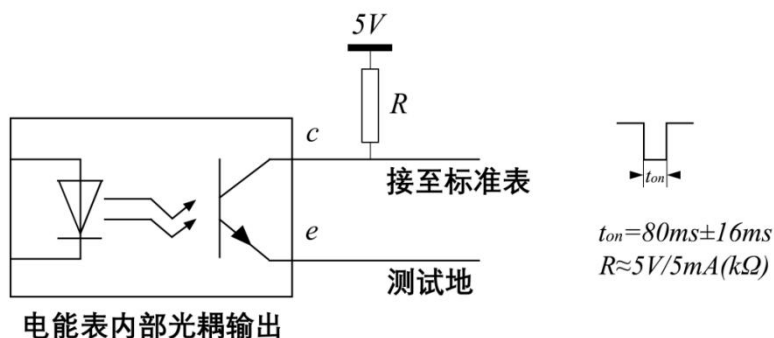 5V
R
c
接至标准表
e
测试地
电能表内部光耦输出
ton
ton=80ms±16ms
R≈5V/5mA(kΩ)